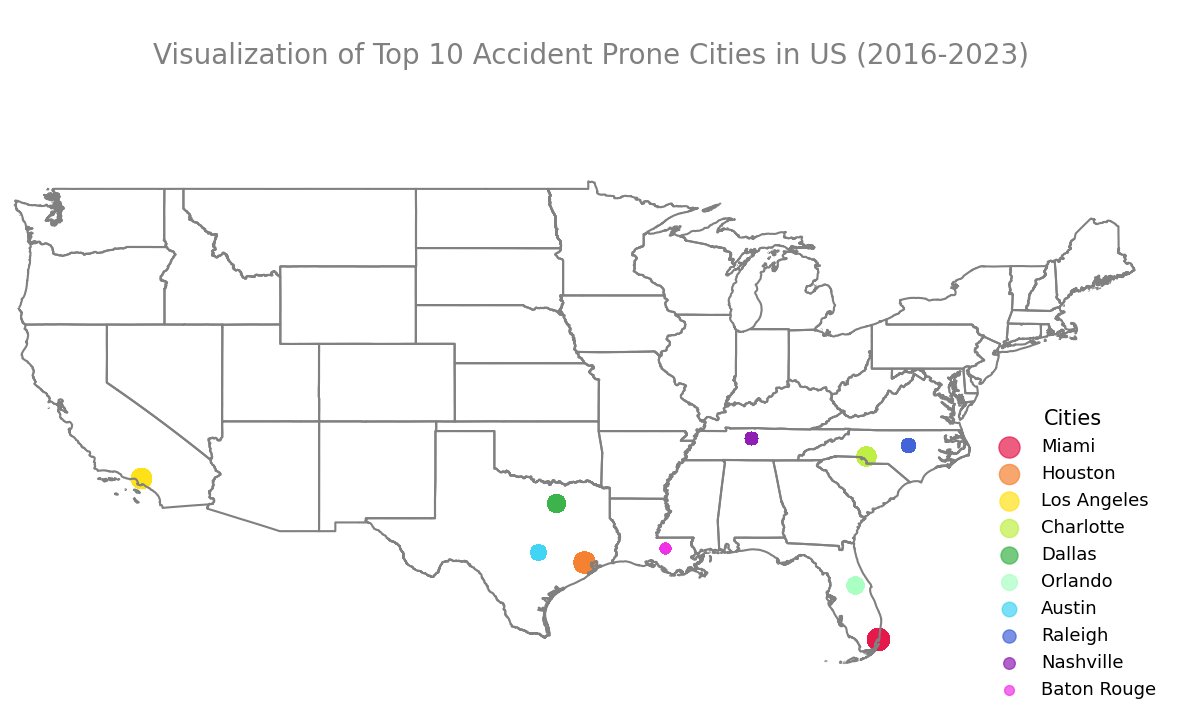 Visualization of Top 10 Accident Prone Cities in US (2016-2023)
Cities
Miami
Houston
Los Angeles
Charlotte
Dallas
Orlando
Austin
Raleigh
Nashville
Baton Rouge